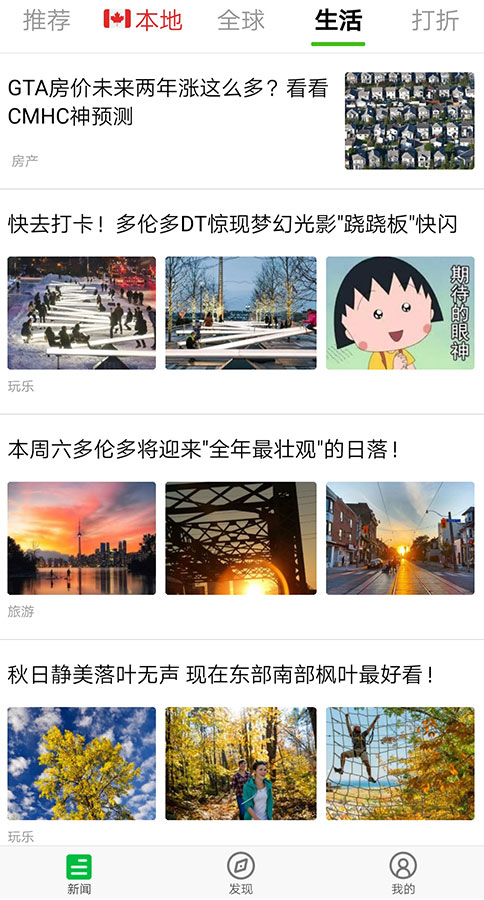 推荐 本地 全球 生活 打折
GTA房价未来两年涨这么多？看看
CMHC神预测
房产
快去打卡！多伦多DT惊现梦幻光影"跷跷板"快闪
期待的眼神
玩乐
本周六多伦多将迎来"全年最壮观"的日落！
旅游
秋日静美落叶无声 现在东部南部枫叶最好看！
玩乐
新闻 发现 我的